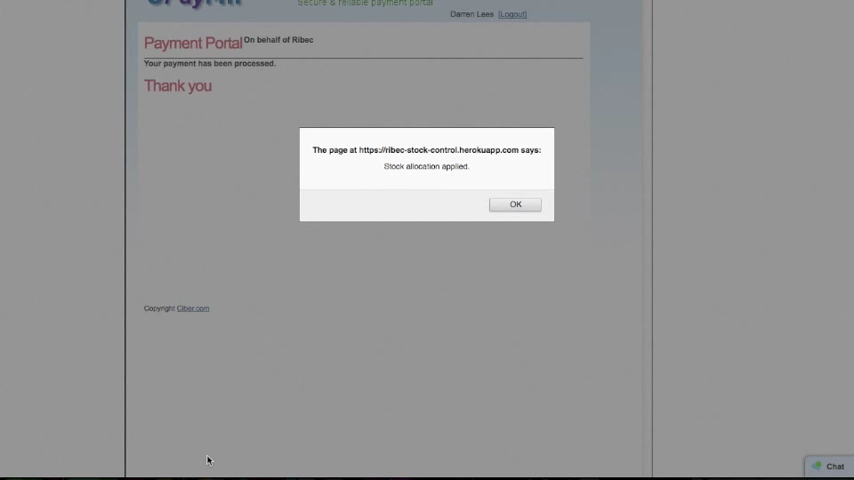 Secure & reliable payment portal
Darren Lees [Logout]
Payment Portal On behalf of Ribec
Your payment has been processed.
Thank you
The page at https://ribec-stock-control.herokuapp.com says:
Stock allocation applied.
OK
Copyright Ciber.com
Chat